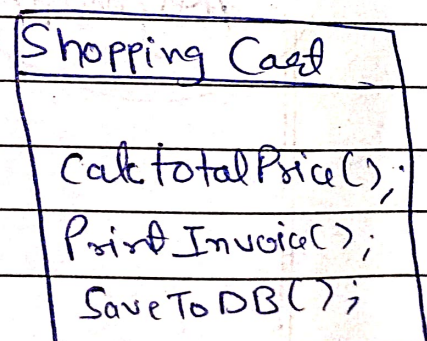 Shopping Cart
CalctotalPrice();
PrintInvoice();
SaveToDB();